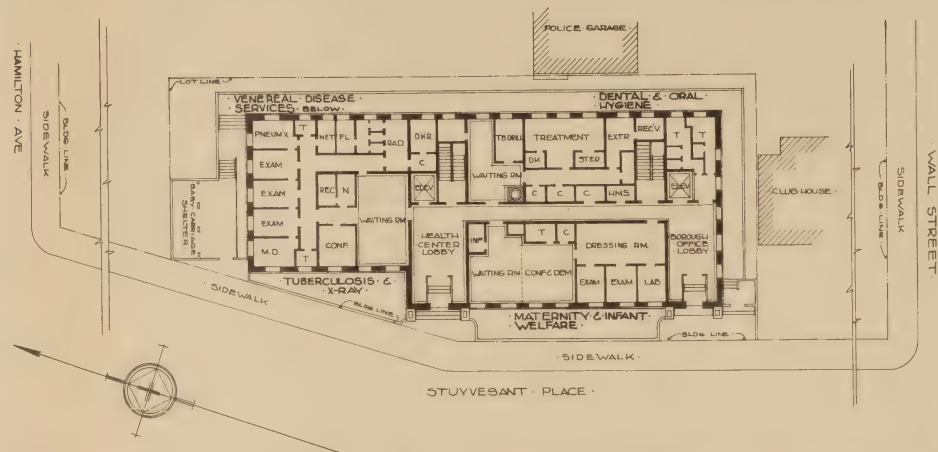 POLICE · GARAGE ·
· HAMILTON · AVE
SIDEWALK
BLDG LINE
LOT LINE
· VENEREAL · DISEASE
SERVICES · BELOW ·
DENTAL · & · ORAL ·
HYGIENE ·
PNEUM'X
T
INST.
FL.
RAD
DKR
C
T.B.DRILL
TREATMENT
EXTR.
RECV.
T
T
EXAM
DK
STER.
WAITING RM
REC
N
ELEV
C
C
C
UMS.
ELEV
EXAM
· BABY CARRIAGE ·
SHELTER
WAITING RM
CLUB HOUSE ·
EXAM
CONF.
HEALTH
CENTER
LOBBY
INF
T
C
DRESSING RM.
BOROUGH
OFFICE
LOBBY
M.D.
T
WAITING RM
CONF & DEM
EXAM
EXAM
LAB
SIDEWALK
· BLDG · LINE ·
WALL STREET ·
· TUBERCULOSIS · &
X-RAY ·
SIDEWALK
BLDG LINE
· MATERNITY · & · INFANT ·
WELFARE ·
BLDG LINE
· SIDEWALK ·
· STUYVESANT · PLACE ·